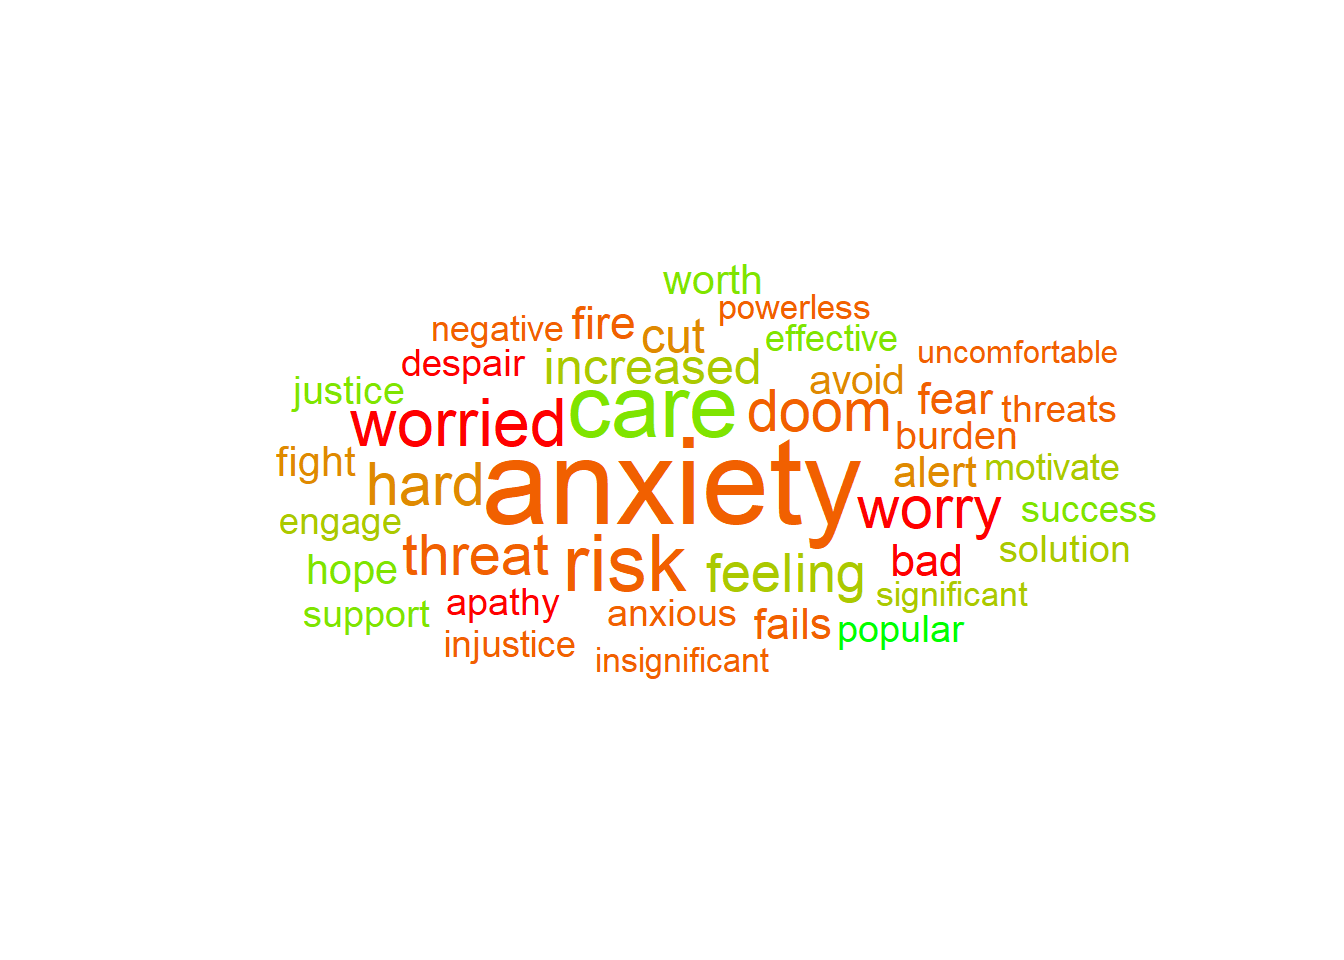 worth
powerless
negative fire cut effective
despair increased avoid uncomfortable
justice worried care doom fear threats
burden
fight hard anxiety alert motivate
engage worry success
hope threat risk feeling bad solution
support apathy anxious fails significant
injustice insignificant popular